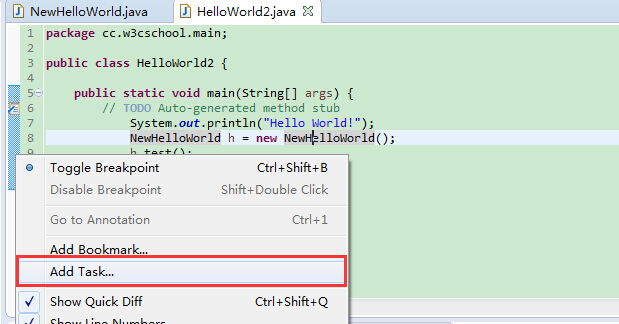 NewHelloWorld.java
HelloWorld2.java
1 package cc.w3cschool.main;
2
3 public class HelloWorld2 {
4
5 public static void main(String[] args) {
6 // TODO Auto-generated method stub
7 System.out.println("Hello World!");
8 NewHelloWorld h = new NewHelloWorld();
9 h.test();
Toggle Breakpoint Ctrl+Shift+B
Disable Breakpoint Shift+Double Click
Go to Annotation Ctrl+1
Add Bookmark...
Add Task...
Show Quick Diff Ctrl+Shift+Q
Show Line Numbers